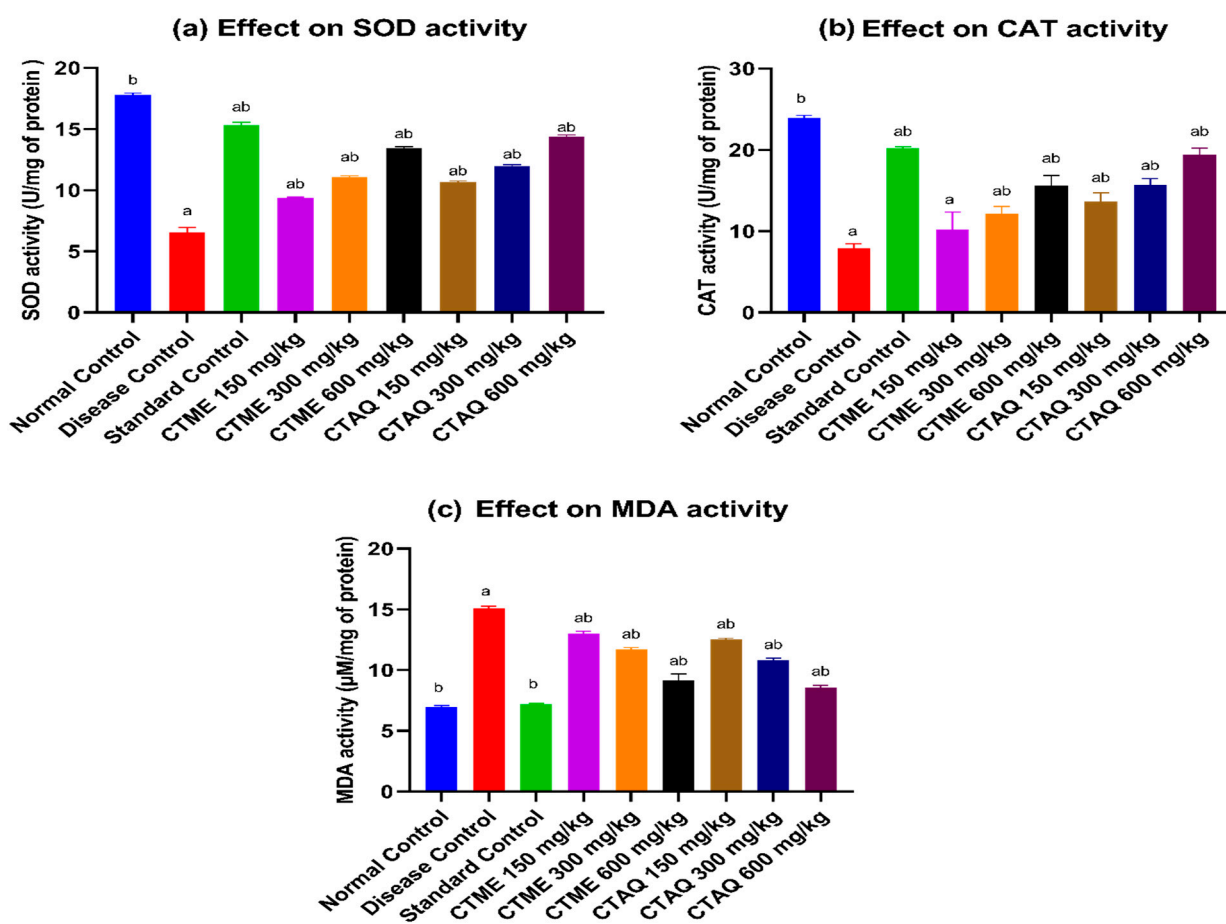 (a) Effect on SOD activity
SOD activity (U/mg of protein )
20
15
10
5
0
b
a
ab
ab
ab
ab
ab
ab
ab
Normal Control
Disease Control
Standard Control
CTME 150 mg/kg
CTME 300 mg/kg
CTME 600 mg/kg
CTAQ 150 mg/kg
CTAQ 300 mg/kg
CTAQ 600 mg/kg
(b) Effect on CAT activity
CAT activity (U/mg of protein)
30
20
10
0
b
a
ab
a
ab
ab
ab
ab
ab
Normal Control
Disease Control
Standard Control
CTME 150 mg/kg
CTME 300 mg/kg
CTME 600 mg/kg
CTAQ 150 mg/kg
CTAQ 300 mg/kg
CTAQ 600 mg/kg
(c) Effect on MDA activity
MDA activity (µM/mg of protein)
20
15
10
5
0
b
a
b
ab
ab
ab
ab
ab
ab
Normal Control
Disease Control
Standard Control
CTME 150 mg/kg
CTME 300 mg/kg
CTME 600 mg/kg
CTAQ 150 mg/kg
CTAQ 300 mg/kg
CTAQ 600 mg/kg